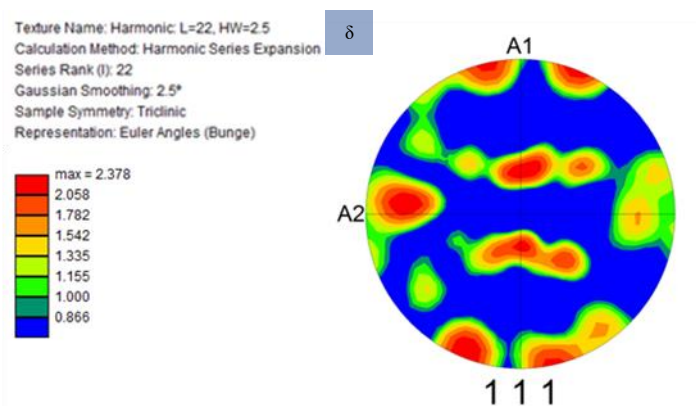 Texture Name: Harmonic: L=22, HW=2.5
Calculation Method: Harmonic Series Expansion
Series Rank (l): 22
Gaussian Smoothing: 2.5°
Sample Symmetry: Triclinic
Representation: Euler Angles (Bunge)
max = 2.378
2.058
1.782
1.542
1.335
1.155
1.000
0.866
δ
A1
A2
1 1 1